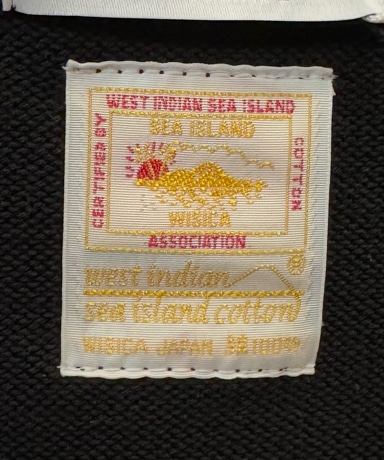 WEST INDIAN SEA ISLAND
CERTIFIED BY
COTTON
SEA ISLAND
WISICA
ASSOCIATION
west indian
sea island cotton
WISICA JAPAN